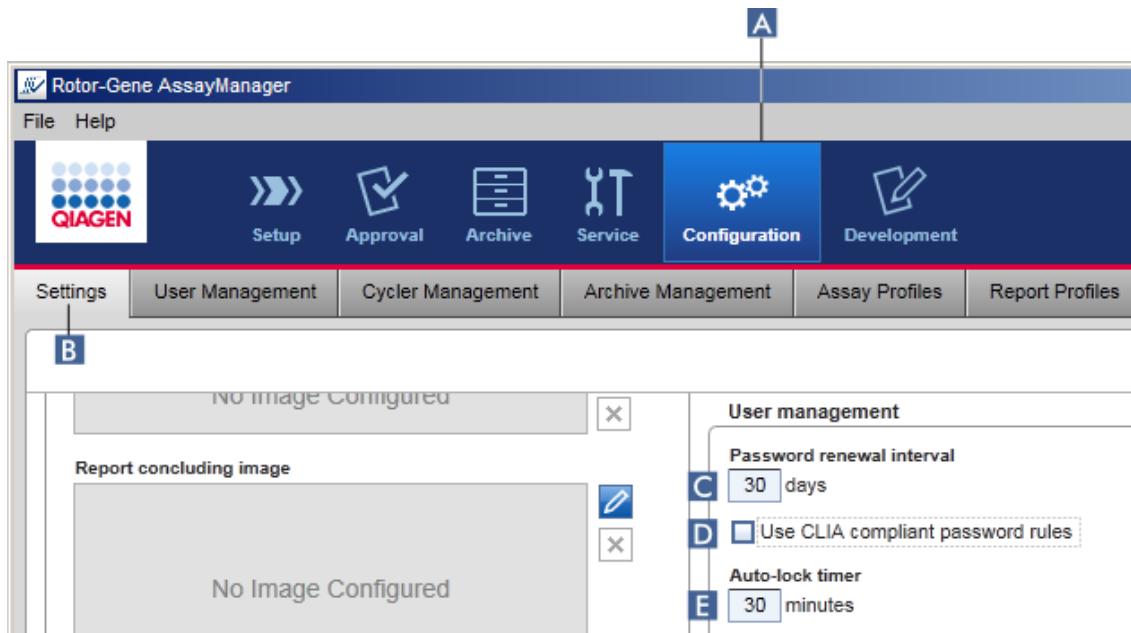 A
Rotor-Gene AssayManager
File Help
QIAGEN
Setup Approval Archive Service Configuration Development
Settings User Management Cycler Management Archive Management Assay Profiles Report Profiles
B
No Image Configured
User management
Report concluding image
Password renewal interval
C 30 days
D Use CLIA compliant password rules
No Image Configured
Auto-lock timer
E 30 minutes